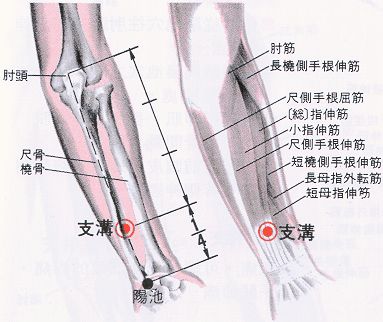 肘頭
尺骨
橈骨
支溝
陽池
1
4
肘筋
長橈側手根伸筋
尺側手根屈筋
〔総〕指伸筋
小指伸筋
尺側手根伸筋
短橈側手根伸筋
長母指外転筋
短母指伸筋
支溝